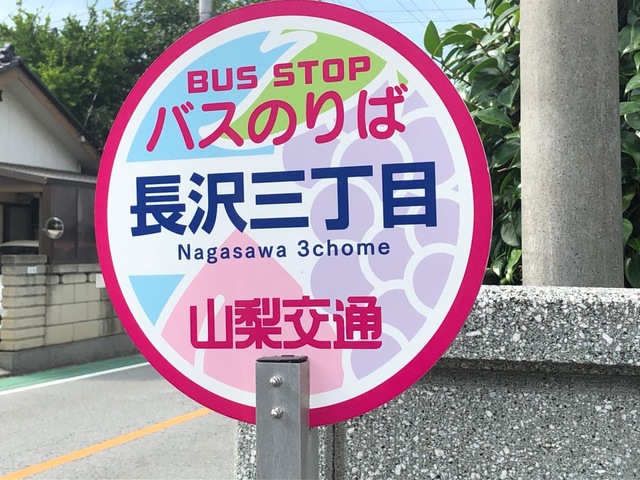 BUS STOP
バスのりば
長沢三丁目
Nagasawa 3chome
山梨交通